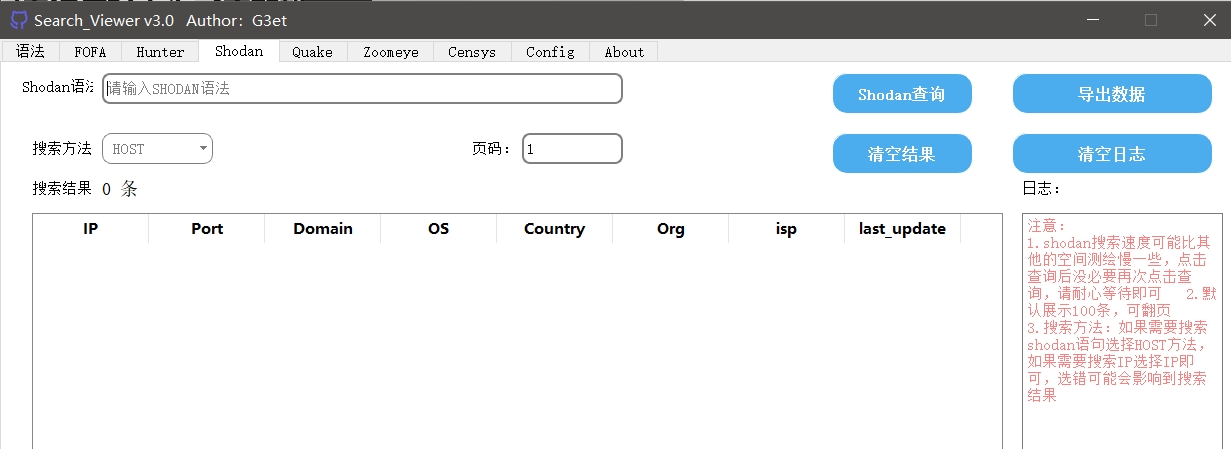 Search_Viewer v3.0 Author：G3et
语法 FOFA Hunter Shodan Quake Zoomeye Censys Config About
Shodan语法 请输入SHODAN语法 Shodan查询 导出数据
搜索方法 HOST 页码： 1 清空结果 清空日志
搜索结果 0 条 日志：
IP Port Domain OS Country Org isp last_update
注意：
1.shodan搜索速度可能比其
他的空间测绘慢一些，点击
查询后没必要再次点击查
询，请耐心等待即可 2.默
认展示100条，可翻页
3.搜索方法：如果需要搜索
shodan语句选择HOST方法，
如果需要搜索IP选择IP即
可，选错可能会影响到搜索
结果